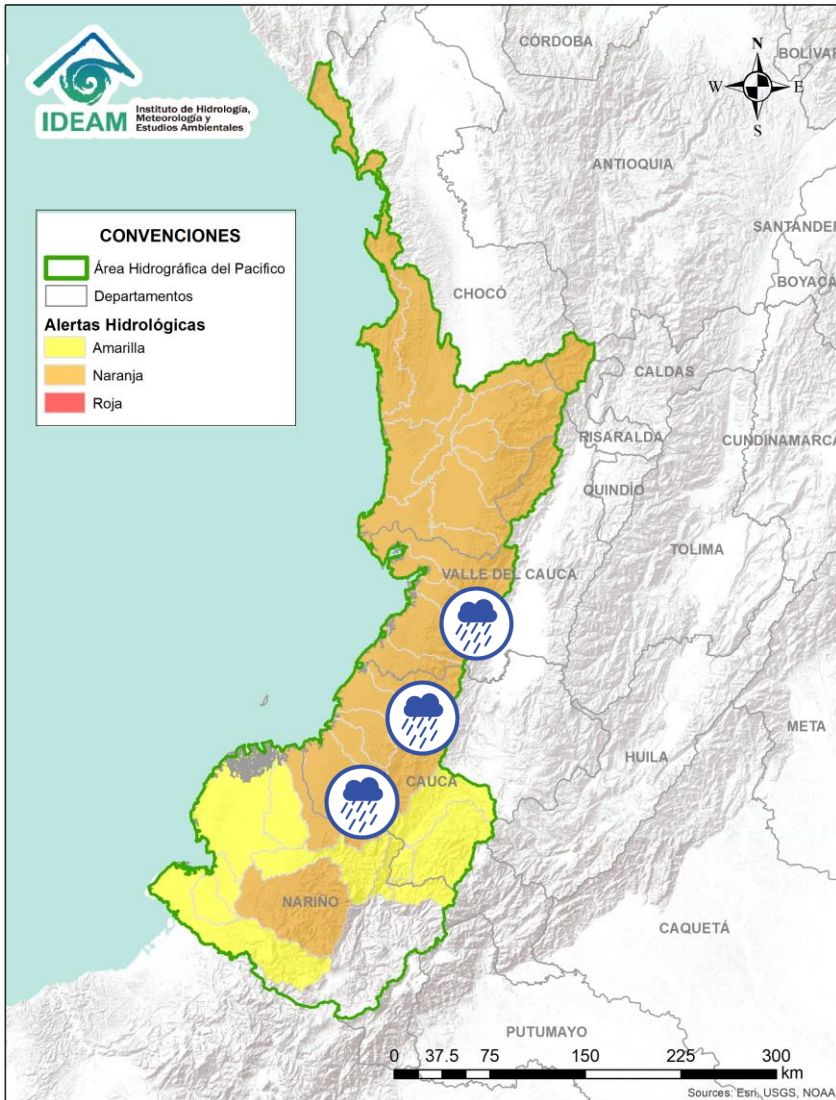 IDEAM
Instituto de Hidrología,
Meteorología y
Estudios Ambientales
N
W
E
S
CONVENCIONES
Área Hidrográfica del Pacifico
Departamentos
Alertas Hidrológicas
Amarilla
Naranja
Roja
CÓRDOBA
BOLÍVAR
ANTIOQUIA
SANTANDER
BOYACÁ
CHOCÓ
CALDAS
RISARALDA
CUNDINAMARCA
QUINDÍO
TOLIMA
VALLE DEL CAUCA
META
HUILA
CAUCA
NARIÑO
CAQUETÁ
PUTUMAYO
0 37.5 75 150 225 300
km
Sources: Esri, USGS, NOAA